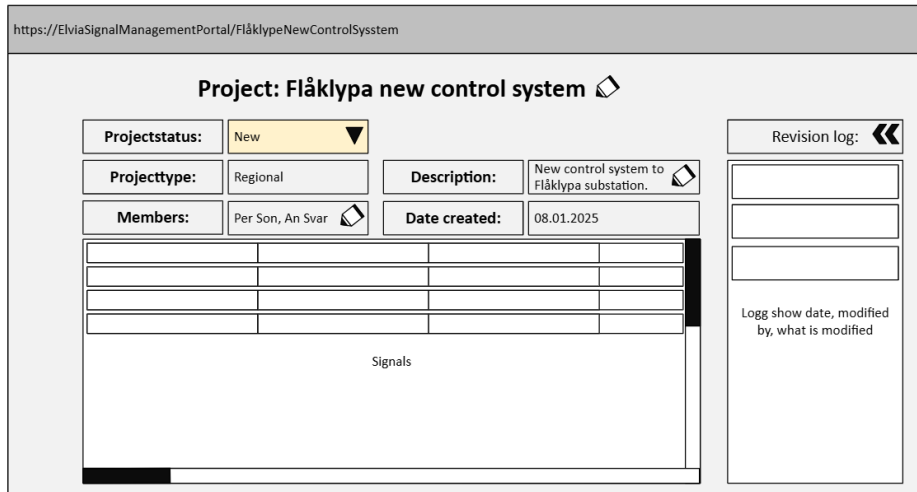 https://ElviaSignalManagementPortal/FlåklypeNewControlSysstem
Project: Flåklypa new control system
Projectstatus:
New
Revision log:
Projecttype:
Regional
Description:
New control system to
Flåklypa substation.
Members:
Per Son, An Svar
Date created:
08.01.2025
Signals
Logg show date, modified
by, what is modified